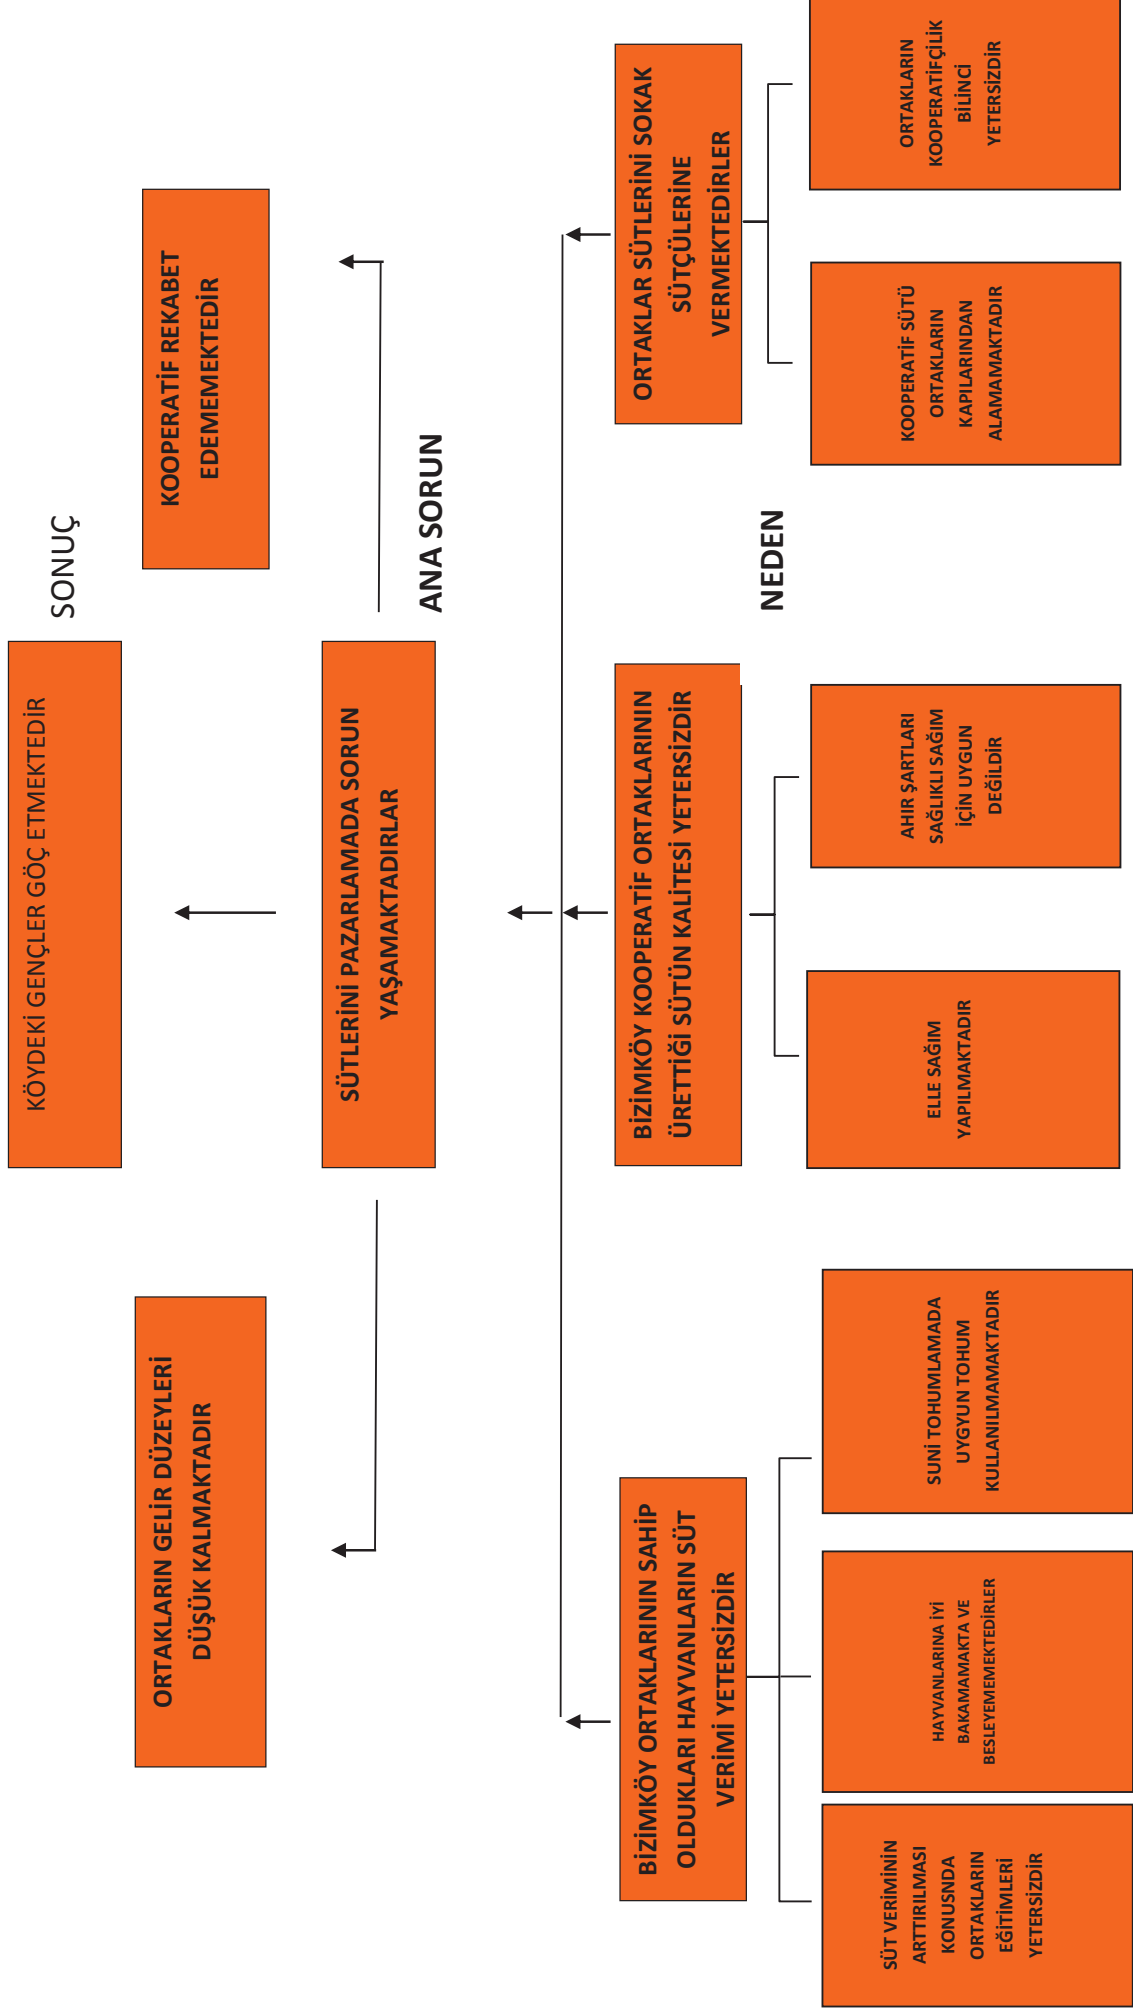 SONUÇ
KÖYDEKİ GENÇLER GÖÇ ETMEKTEDİR
ORTAKLARIN GELİR DÜZEYLERİ
DÜŞÜK KALMAKTADIR
KOOPERATİF REKABET
EDEMEMEKTEDİR
SÜTLERİNİ PAZARLAMADA SORUN
YAŞAMAKTADIRLAR
ANA SORUN
BİZİMKÖY ORTAKLARININ SAHİP
OLDUKLARI HAYVANLARIN SÜT
VERİMİ YETERSİZDİR
BİZİMKÖY KOOPERATİF ORTAKLARININ
ÜRETTİĞİ SÜTÜN KALİTESİ YETERSİZDİR
ORTAKLAR SÜTLERİNİ SOKAK
SÜTÇÜLERİNE
VERMEKTEDİRLER
NEDEN
SÜT VERİMİNİN
ARTTIRILMASI
KONUSNDA
ORTAKLARIN
EĞİTİMLERİ
YETERSİZDİR
HAYVANLARINA İYİ
BAKAMAMAKTA VE
BESLEYEMEMEKTEDİRLER
SUNİ TOHUMLAMADA
UYGYUN TOHUM
KULLANILMAMAKTADIR
ELLE SAĞIM
YAPILMAKTADIR
AHIR ŞARTLARI
SAĞLIKLI SAĞIM
İÇİN UYGUN
DEĞİLDİR
KOOPERATİF SÜTÜ
ORTAKLARIN
KAPILARINDAN
ALAMAMAKTADIR
ORTAKLARIN
KOOPERATİFÇİLİK
BİLİNCİ
YETERSİZDİR